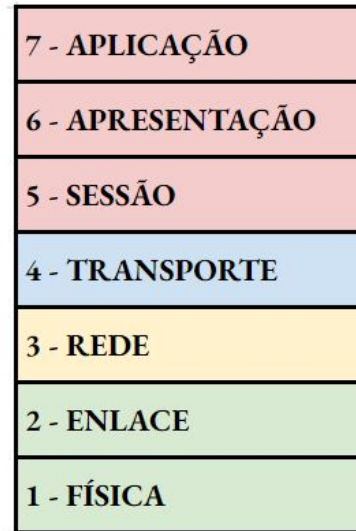 7 - APLICAÇÃO
6 - APRESENTAÇÃO
5 - SESSÃO
4 - TRANSPORTE
3 - REDE
2 - ENLACE
1 - FÍSICA